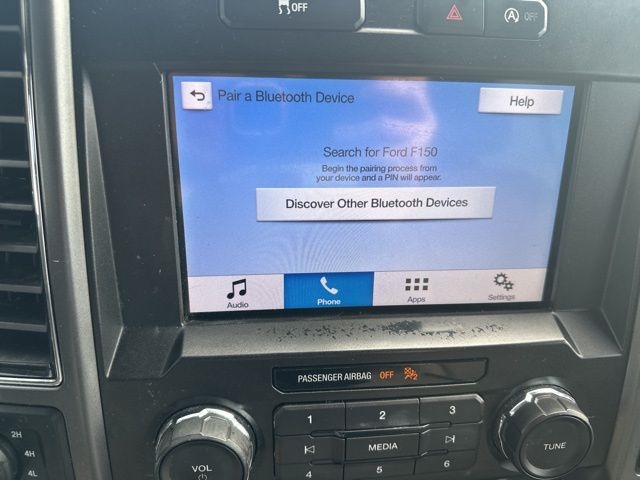 OFF
A OFF
Pair a Bluetooth Device
Help
Search for Ford F150
Begin the pairing process from
your device and a PIN will appear.
Discover Other Bluetooth Devices
Audio
Phone
Apps
Settings
PASSENGER AIRBAG OFF
1
2
3
MEDIA
4
5
6
VOL
TUNE
2H
4H
4L